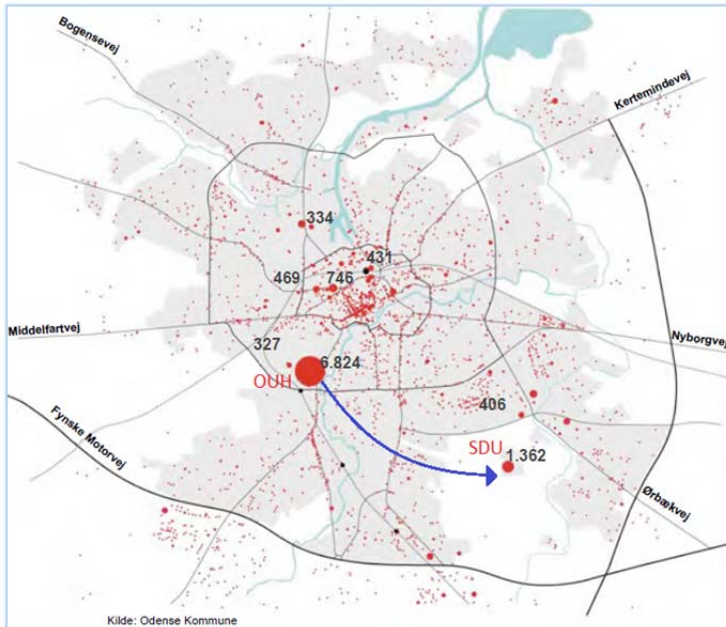 Bogensevej
Kertemindevej
334
431
469
746
Middelfartvej
Nyborgvej
327
6.824
OUH
406
Fynske Motorvej
SDU
1.362
Ørbækvej
Kilde: Odense Kommune